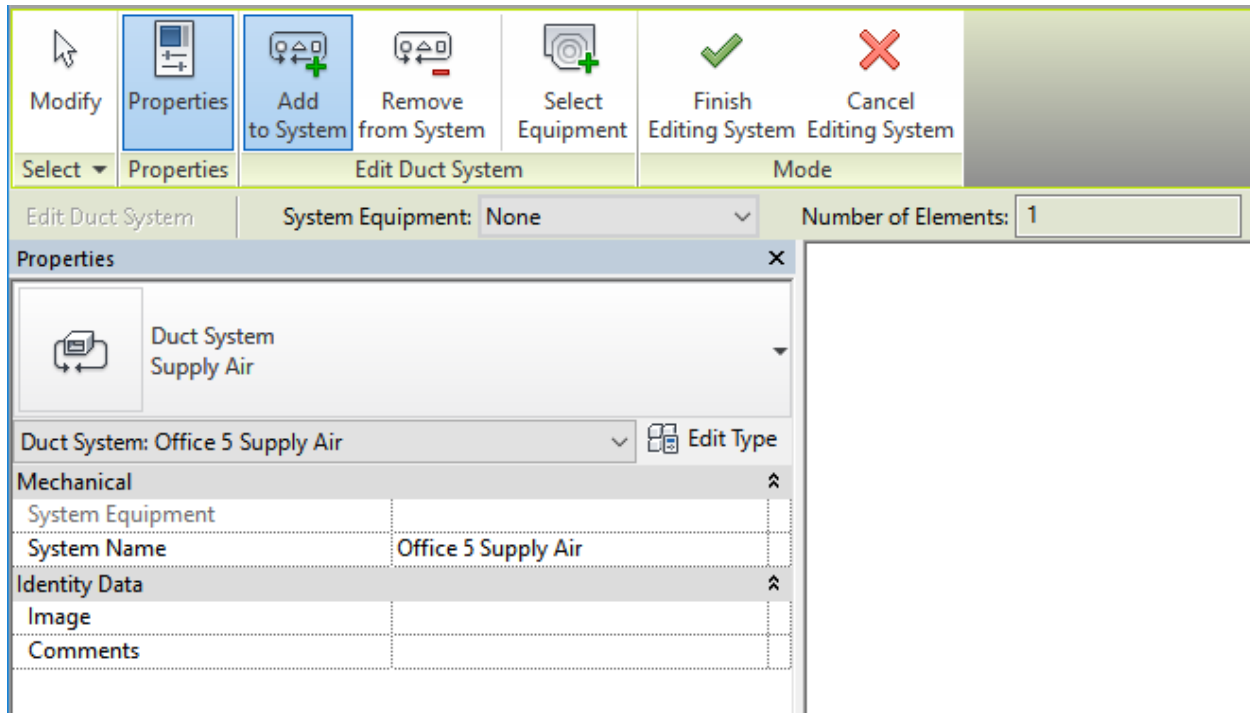 Modify
Properties
Add
to System
Remove
from System
Select
Equipment
Finish
Editing System
Cancel
Editing System
Select
Properties
Edit Duct System
Mode
Edit Duct System
System Equipment: None
Number of Elements: 1
Properties
Duct System
Supply Air
Duct System: Office 5 Supply Air
Edit Type
Mechanical
System Equipment
System Name Office 5 Supply Air
Identity Data
Image
Comments